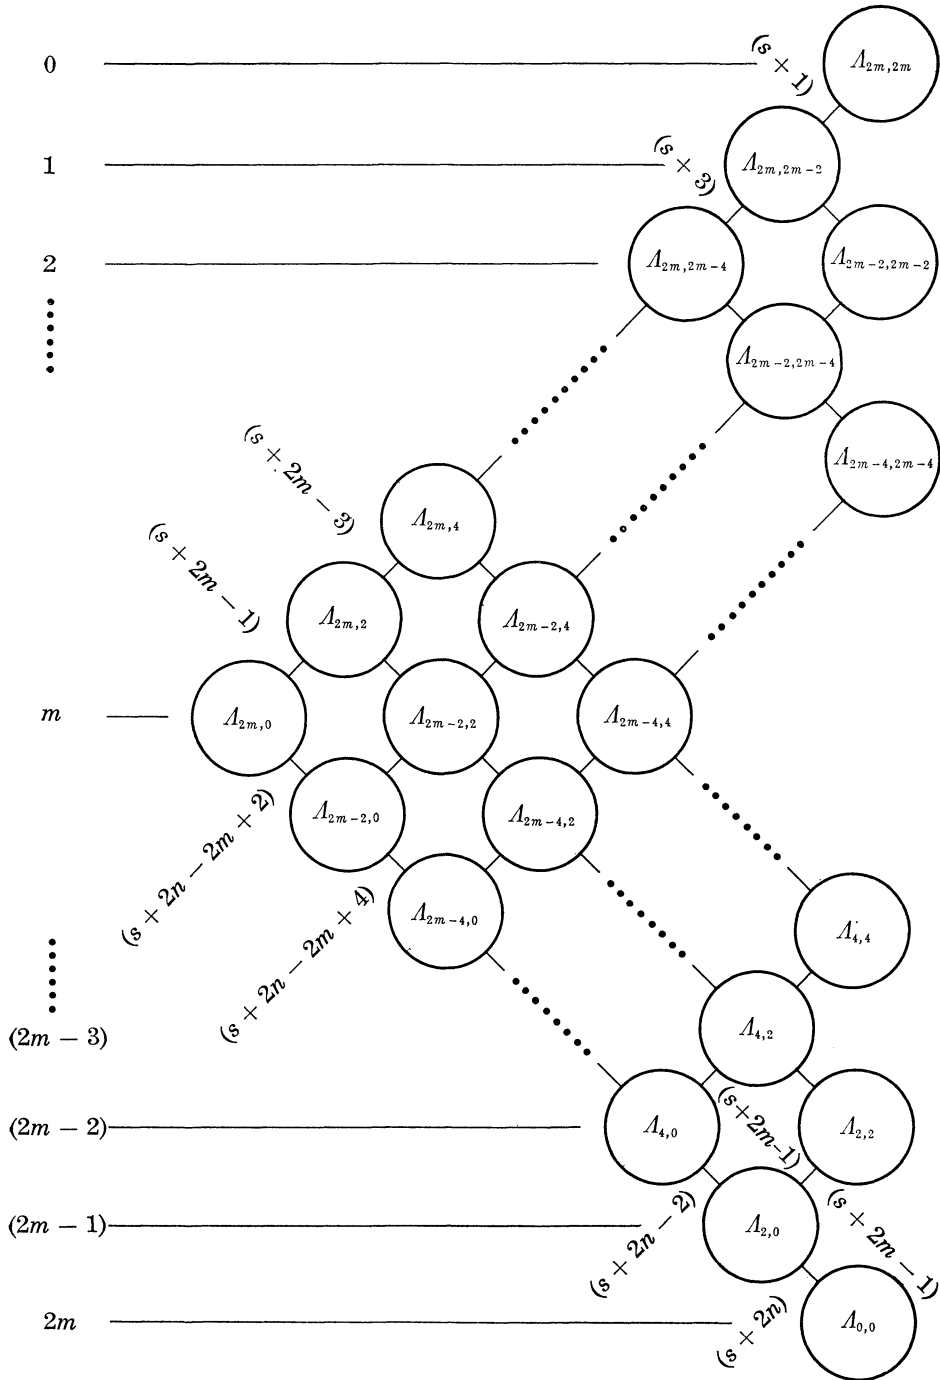 0
(s + 1)
Λ2m,2m
1
(s + 3)
Λ2m,2m−2
2
Λ2m,2m−4
Λ2m−2,2m−2
Λ2m−2,2m−4
(s + 2m − 3)
Λ2m−4,2m−4
Λ2m,4
(s + 2m − 1)
Λ2m,2
Λ2m−2,4
m
Λ2m,0
Λ2m−2,2
Λ2m−4,4
(s + 2n − 2m + 2)
Λ2m−2,0
Λ2m−4,2
(s + 2n − 2m + 4)
Λ2m−4,0
Λ4,4
(2m − 3)
Λ4,2
(2m − 2)
Λ4,0
(s+2m−1)
Λ2,2
(2m − 1)
(s + 2n − 2)
Λ2,0
(s + 2m − 1)
2m
(s + 2n)
Λ0,0